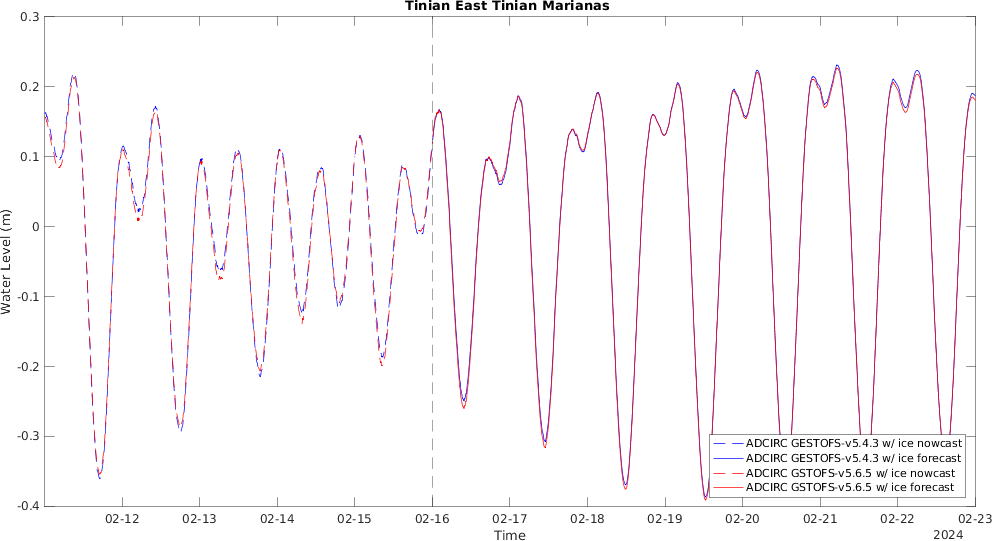 Tinian East Tinian Marianas
0.3
0.2
0.1
0
-0.1
-0.2
-0.3
-0.4
Water Level (m)
ADCIRC GESTOFS-v5.4.3 w/ ice nowcast
ADCIRC GESTOFS-v5.4.3 w/ ice forecast
ADCIRC GSTOFS-v5.6.5 w/ ice nowcast
ADCIRC GSTOFS-v5.6.5 w/ ice forecast
02-12 02-13 02-14 02-15 02-16 02-17 02-18 02-19 02-20 02-21 02-22 02-23
Time
2024